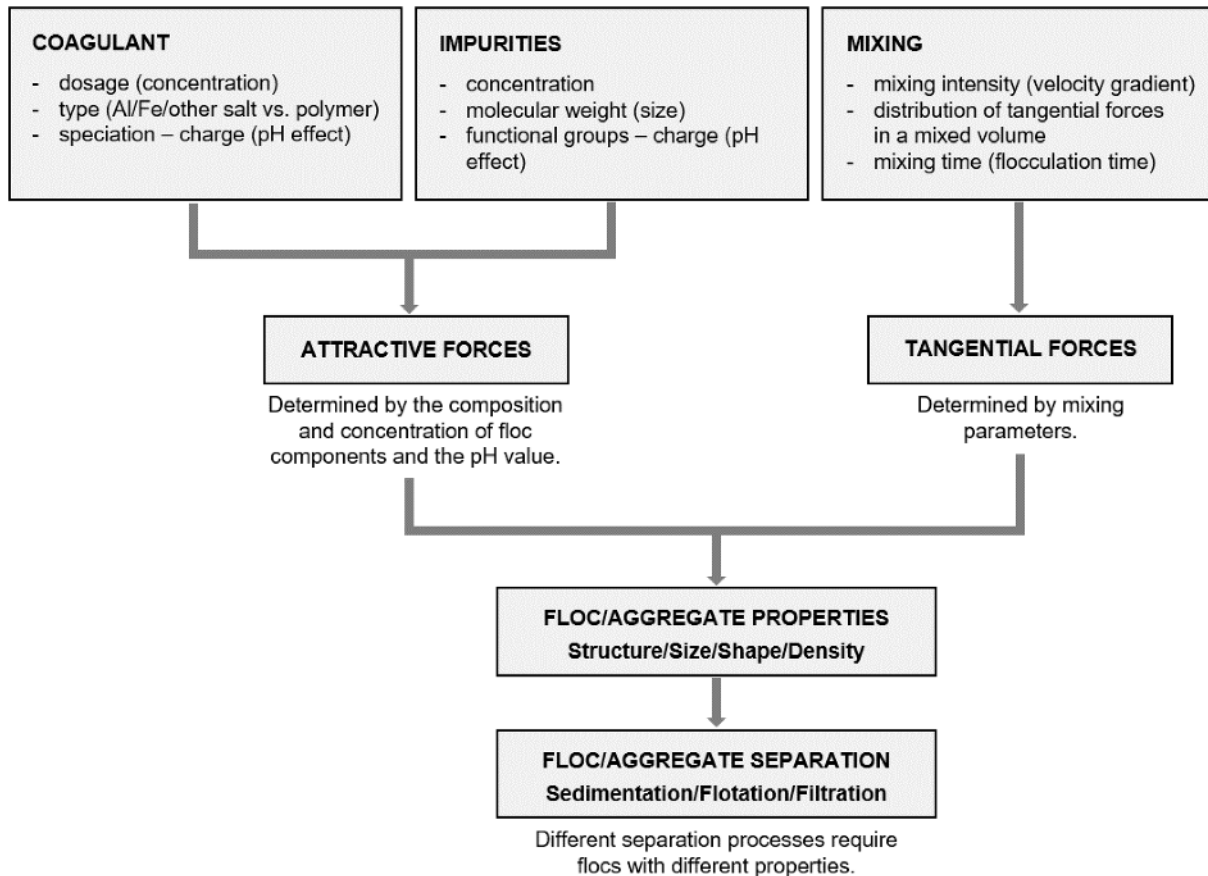 COAGULANT
- dosage (concentration)
- type (Al/Fe/other salt vs. polymer)
- speciation – charge (pH effect)
IMPURITIES
- concentration
- molecular weight (size)
- functional groups – charge (pH
effect)
MIXING
- mixing intensity (velocity gradient)
- distribution of tangential forces
in a mixed volume
- mixing time (flocculation time)
ATTRACTIVE FORCES
Determined by the composition
and concentration of floc
components and the pH value.
TANGENTIAL FORCES
Determined by mixing
parameters.
FLOC/AGGREGATE PROPERTIES
Structure/Size/Shape/Density
FLOC/AGGREGATE SEPARATION
Sedimentation/Flotation/Filtration
Different separation processes require
flocs with different properties.